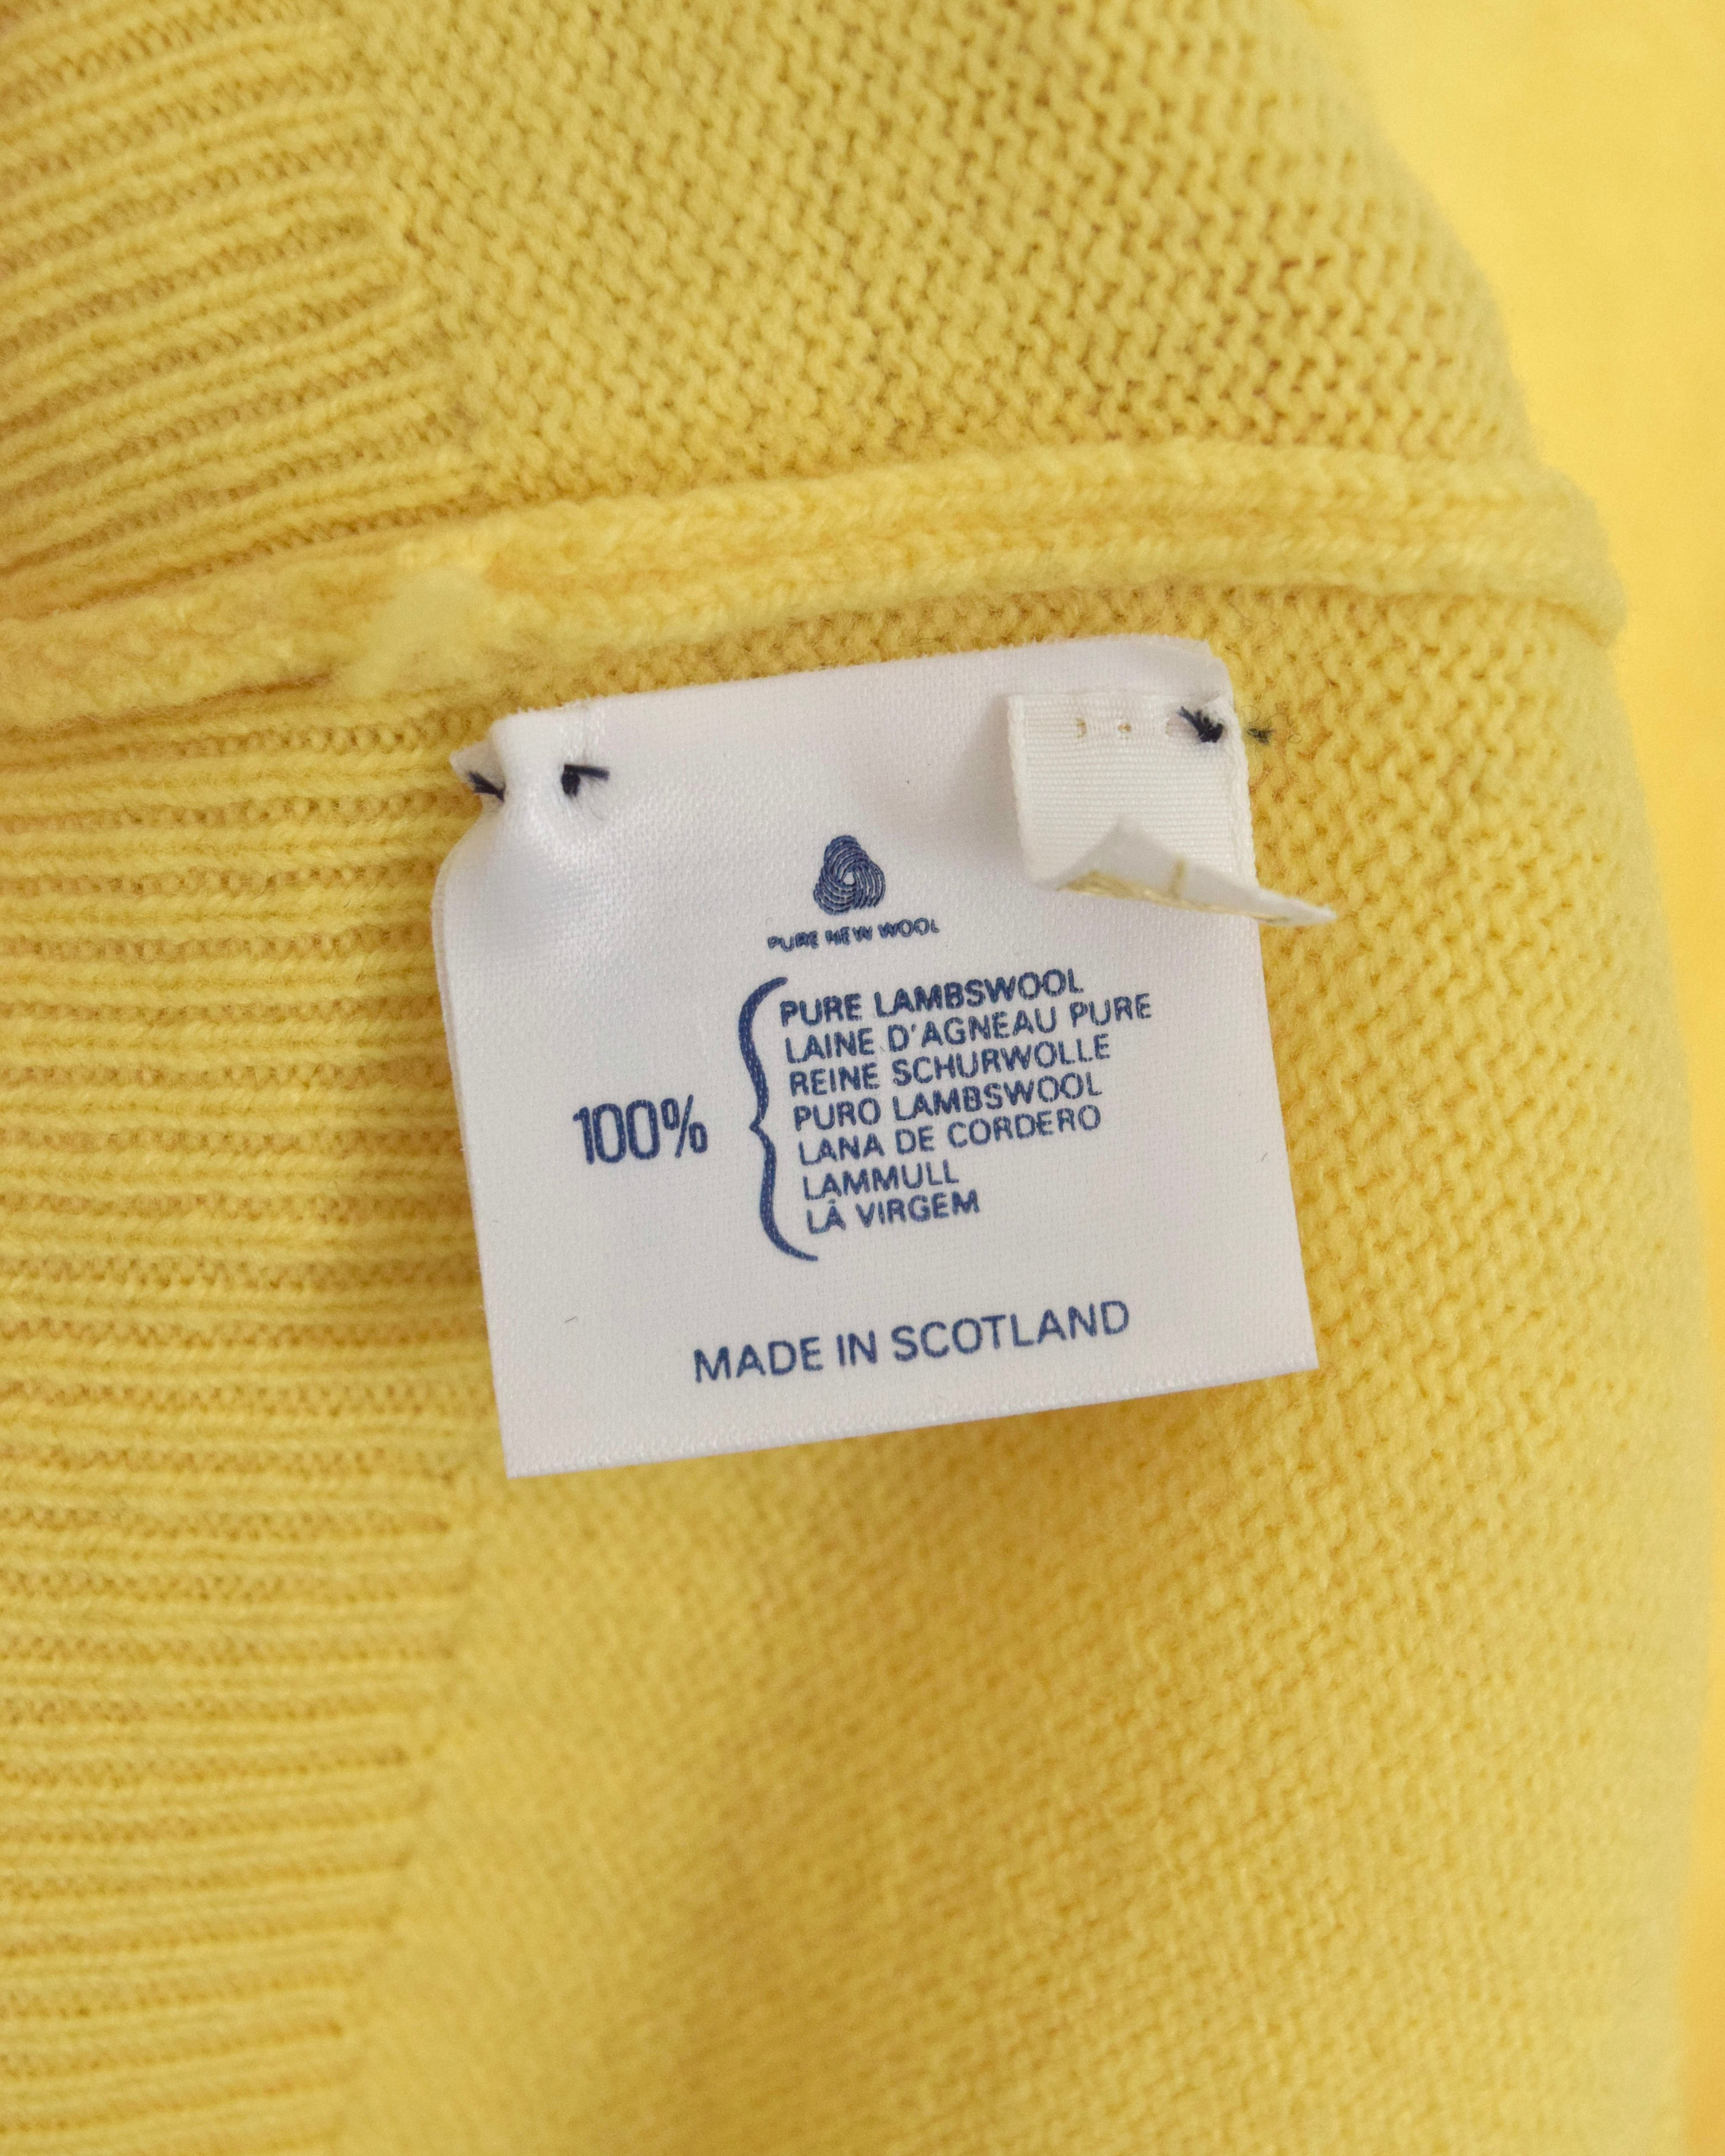 PURE NEW WOOL
100%
PURE LAMBSWOOL
LAINE D'AGNEAU PURE
REINE SCHURWOLLE
PURO LAMBSWOOL
LANA DE CORDERO
LAMMULL
LÃ VIRGEM
MADE IN SCOTLAND